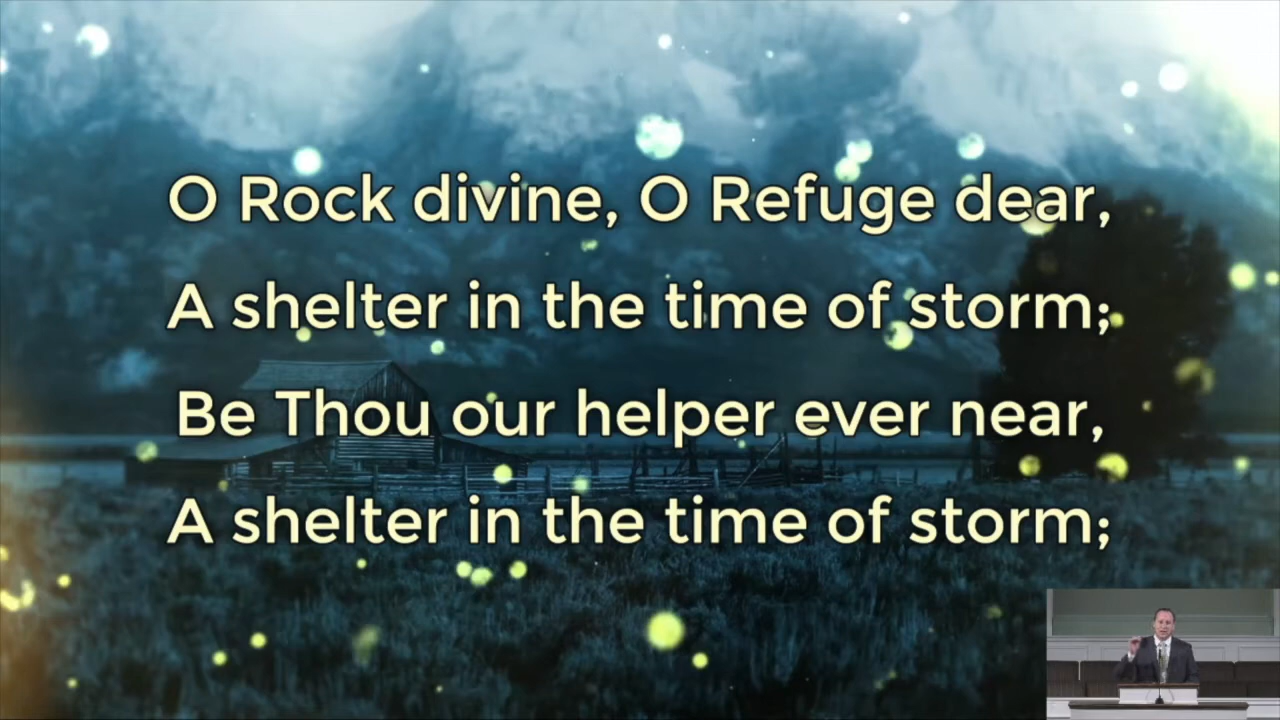 O Rock divine, O Refuge dear,
A shelter in the time of storm;
Be Thou our helper ever near,
A shelter in the time of storm;